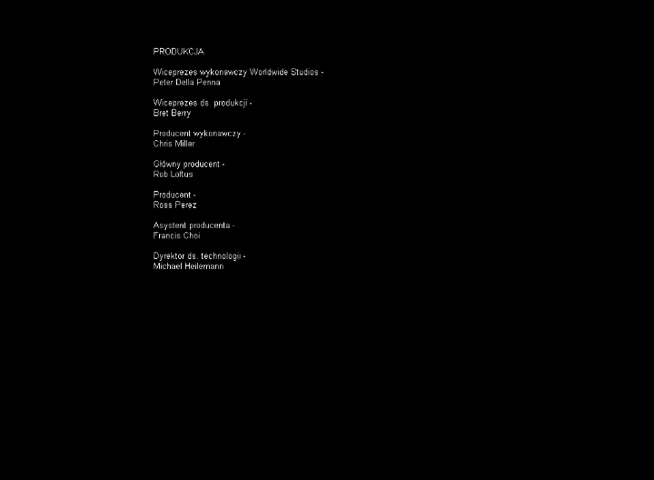 PRODUKCJA
Wiceprezes wykonawczy Worldwide Studios -
Peter Della Penna
Wiceprezes ds. produkcji -
Bret Berry
Producent wykonawczy -
Chris Miller
Główny producent -
Rob Loftus
Producent -
Ross Perez
Asystent producenta -
Francis Choi
Dyrektor ds. technologii -
Michael Heilemann